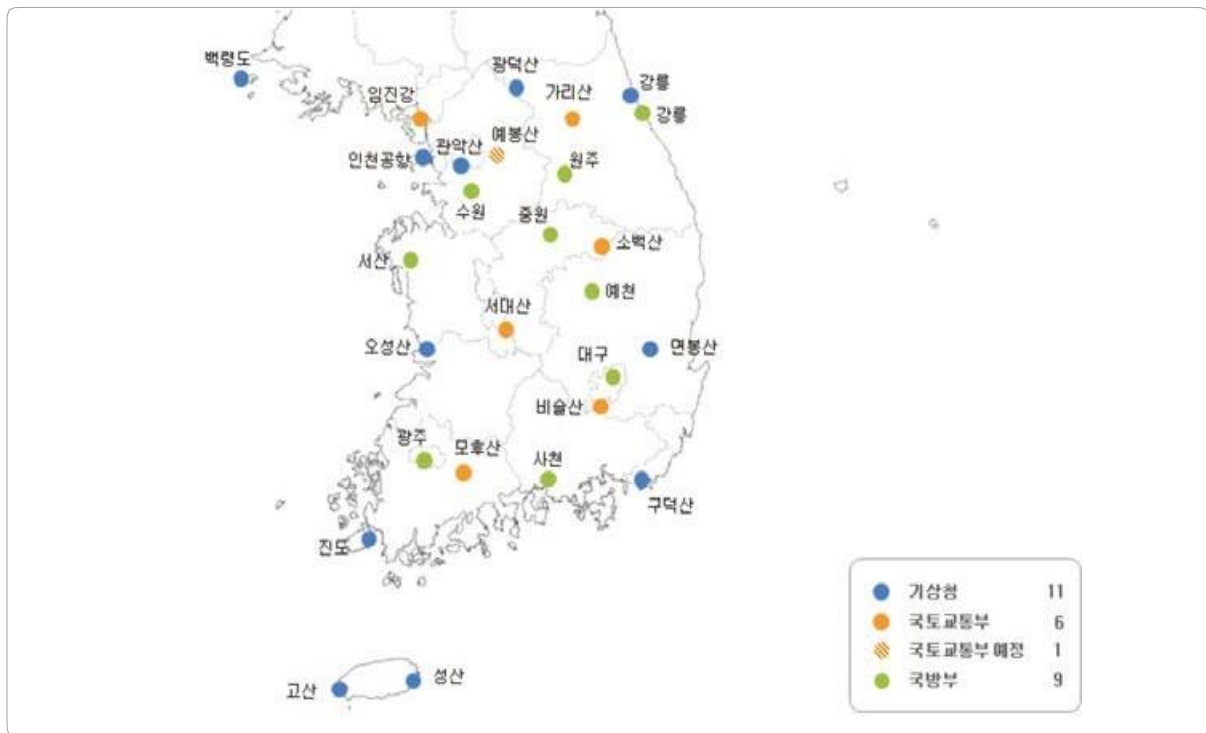 백령도
광덕산
강릉
임진강
가리산
강릉
예봉산
인천공항
관악산
원주
수원
중원
소백산
서산
예천
서대산
오성산
대구
면봉산
비슬산
광주
모후산
사천
구덕산
진도
고산
성산
기상청 11
국토교통부 6
국토교통부 예정 1
국방부 9